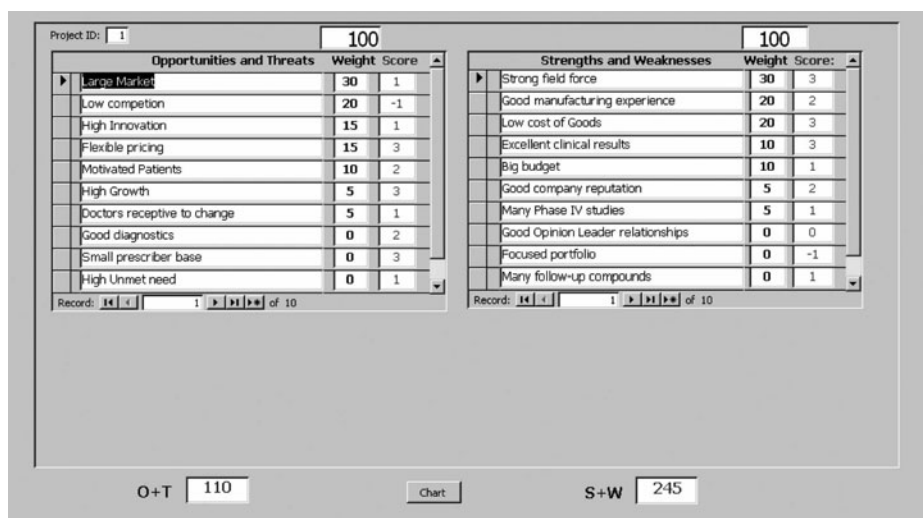 Project ID: 1
100
Opportunities and Threats Weight Score
Large Market 30 1
Low competion 20 -1
High Innovation 15 1
Flexible pricing 15 3
Motivated Patients 10 2
High Growth 5 3
Doctors receptive to change 5 1
Good diagnostics 0 2
Small prescriber base 0 3
High Unmet need 0 1
Record: 1 of 10
100
Strengths and Weaknesses Weight Score:
Strong field force 30 3
Good manufacturing experience 20 2
Low cost of Goods 20 3
Excellent clinical results 10 3
Big budget 10 1
Good company reputation 5 2
Many Phase IV studies 5 1
Good Opinion Leader relationships 0 0
Focused portfolio 0 -1
Many follow-up compounds 0 1
Record: 1 of 10
O+T 110
Chart
S+W 245